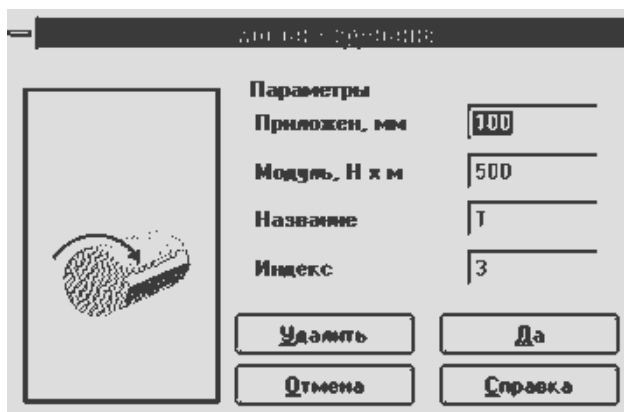 Параметры
Приложен, мм 100
Модуль, Н х м 500
Название T
Индекс 3
Удалить Да
Отмена Справка